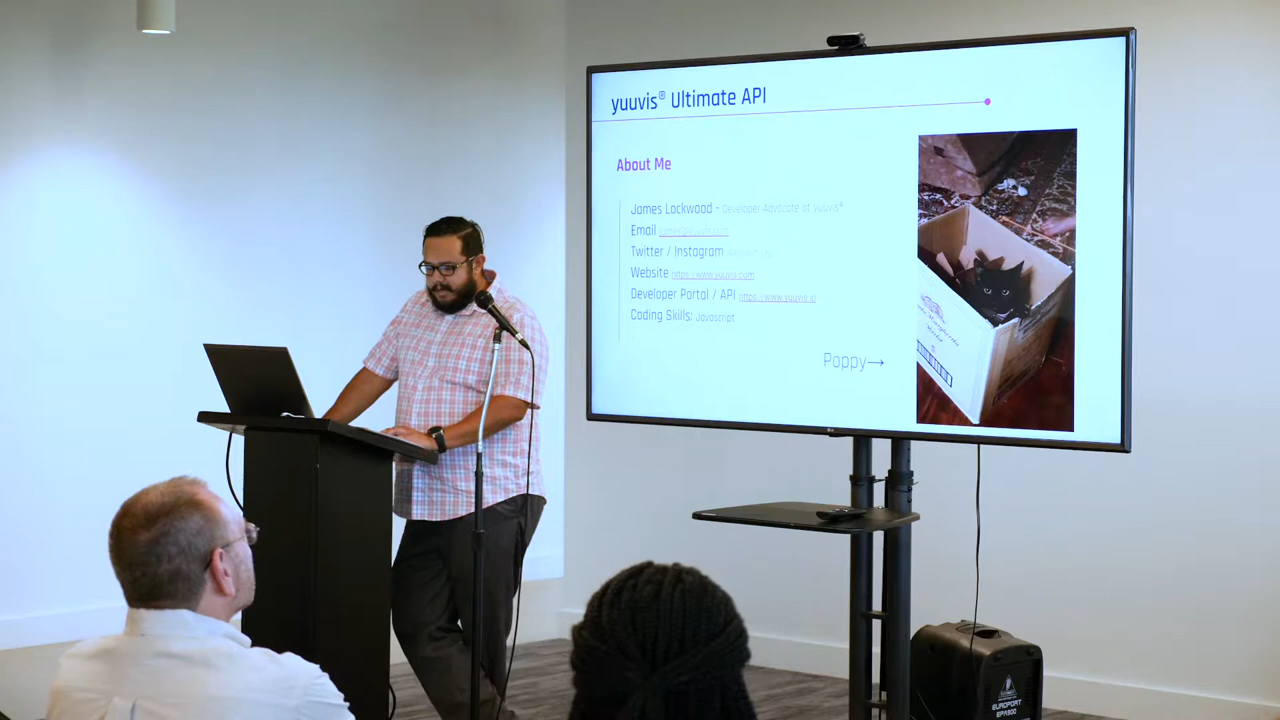 yuuvis® Ultimate API
About Me
James Lockwood - Developer Advocate at yuuvis®
Email
Twitter / Instagram
Website https://www.yuuvis.com
Developer Portal / API https://www.yuuvis.io
Coding Skills: Javascript
Poppy→
LG
EUROPORT